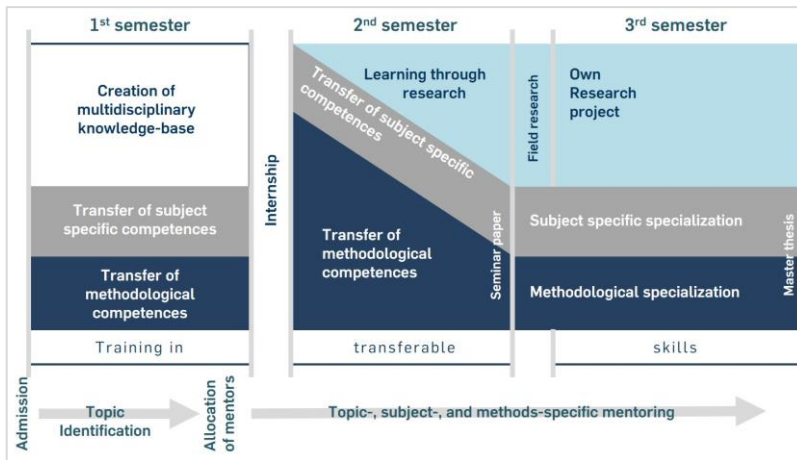 1st semester
2nd semester
3rd semester
Creation of
multidisciplinary
knowledge-base
Transfer of subject
specific competences
Transfer of
methodological
competences
Internship
Learning through
research
Transfer of subject specific
competences
Transfer of
methodological
competences
Seminar paper
Field research
Own
Research
project
Subject specific specialization
Methodological specialization
Master thesis
Training in
transferable
skills
Admission
Topic
Identification
Allocation
of mentors
Topic-, subject-, and methods-specific mentoring